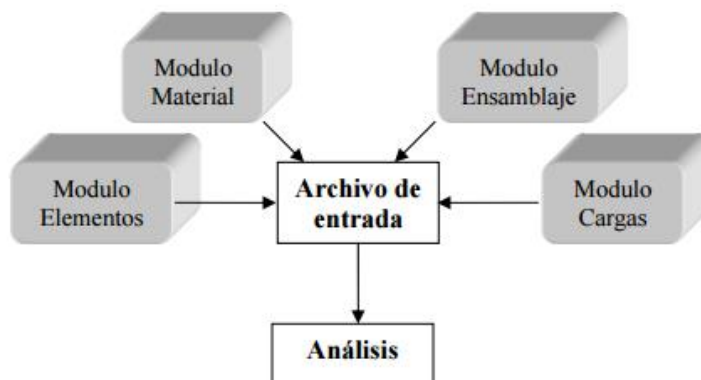 Modulo
Material
Modulo
Ensamblaje
Modulo
Elementos
Archivo de
entrada
Modulo
Cargas
Análisis